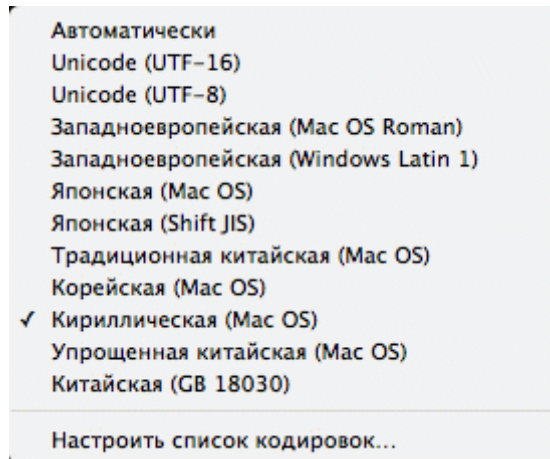 Автоматически
Unicode (UTF-16)
Unicode (UTF-8)
Западноевропейская (Mac OS Roman)
Западноевропейская (Windows Latin 1)
Японская (Mac OS)
Японская (Shift JIS)
Традиционная китайская (Mac OS)
Корейская (Mac OS)
✓ Кириллическая (Mac OS)
Упрощенная китайская (Mac OS)
Китайская (GB 18030)
Настроить список кодировок...